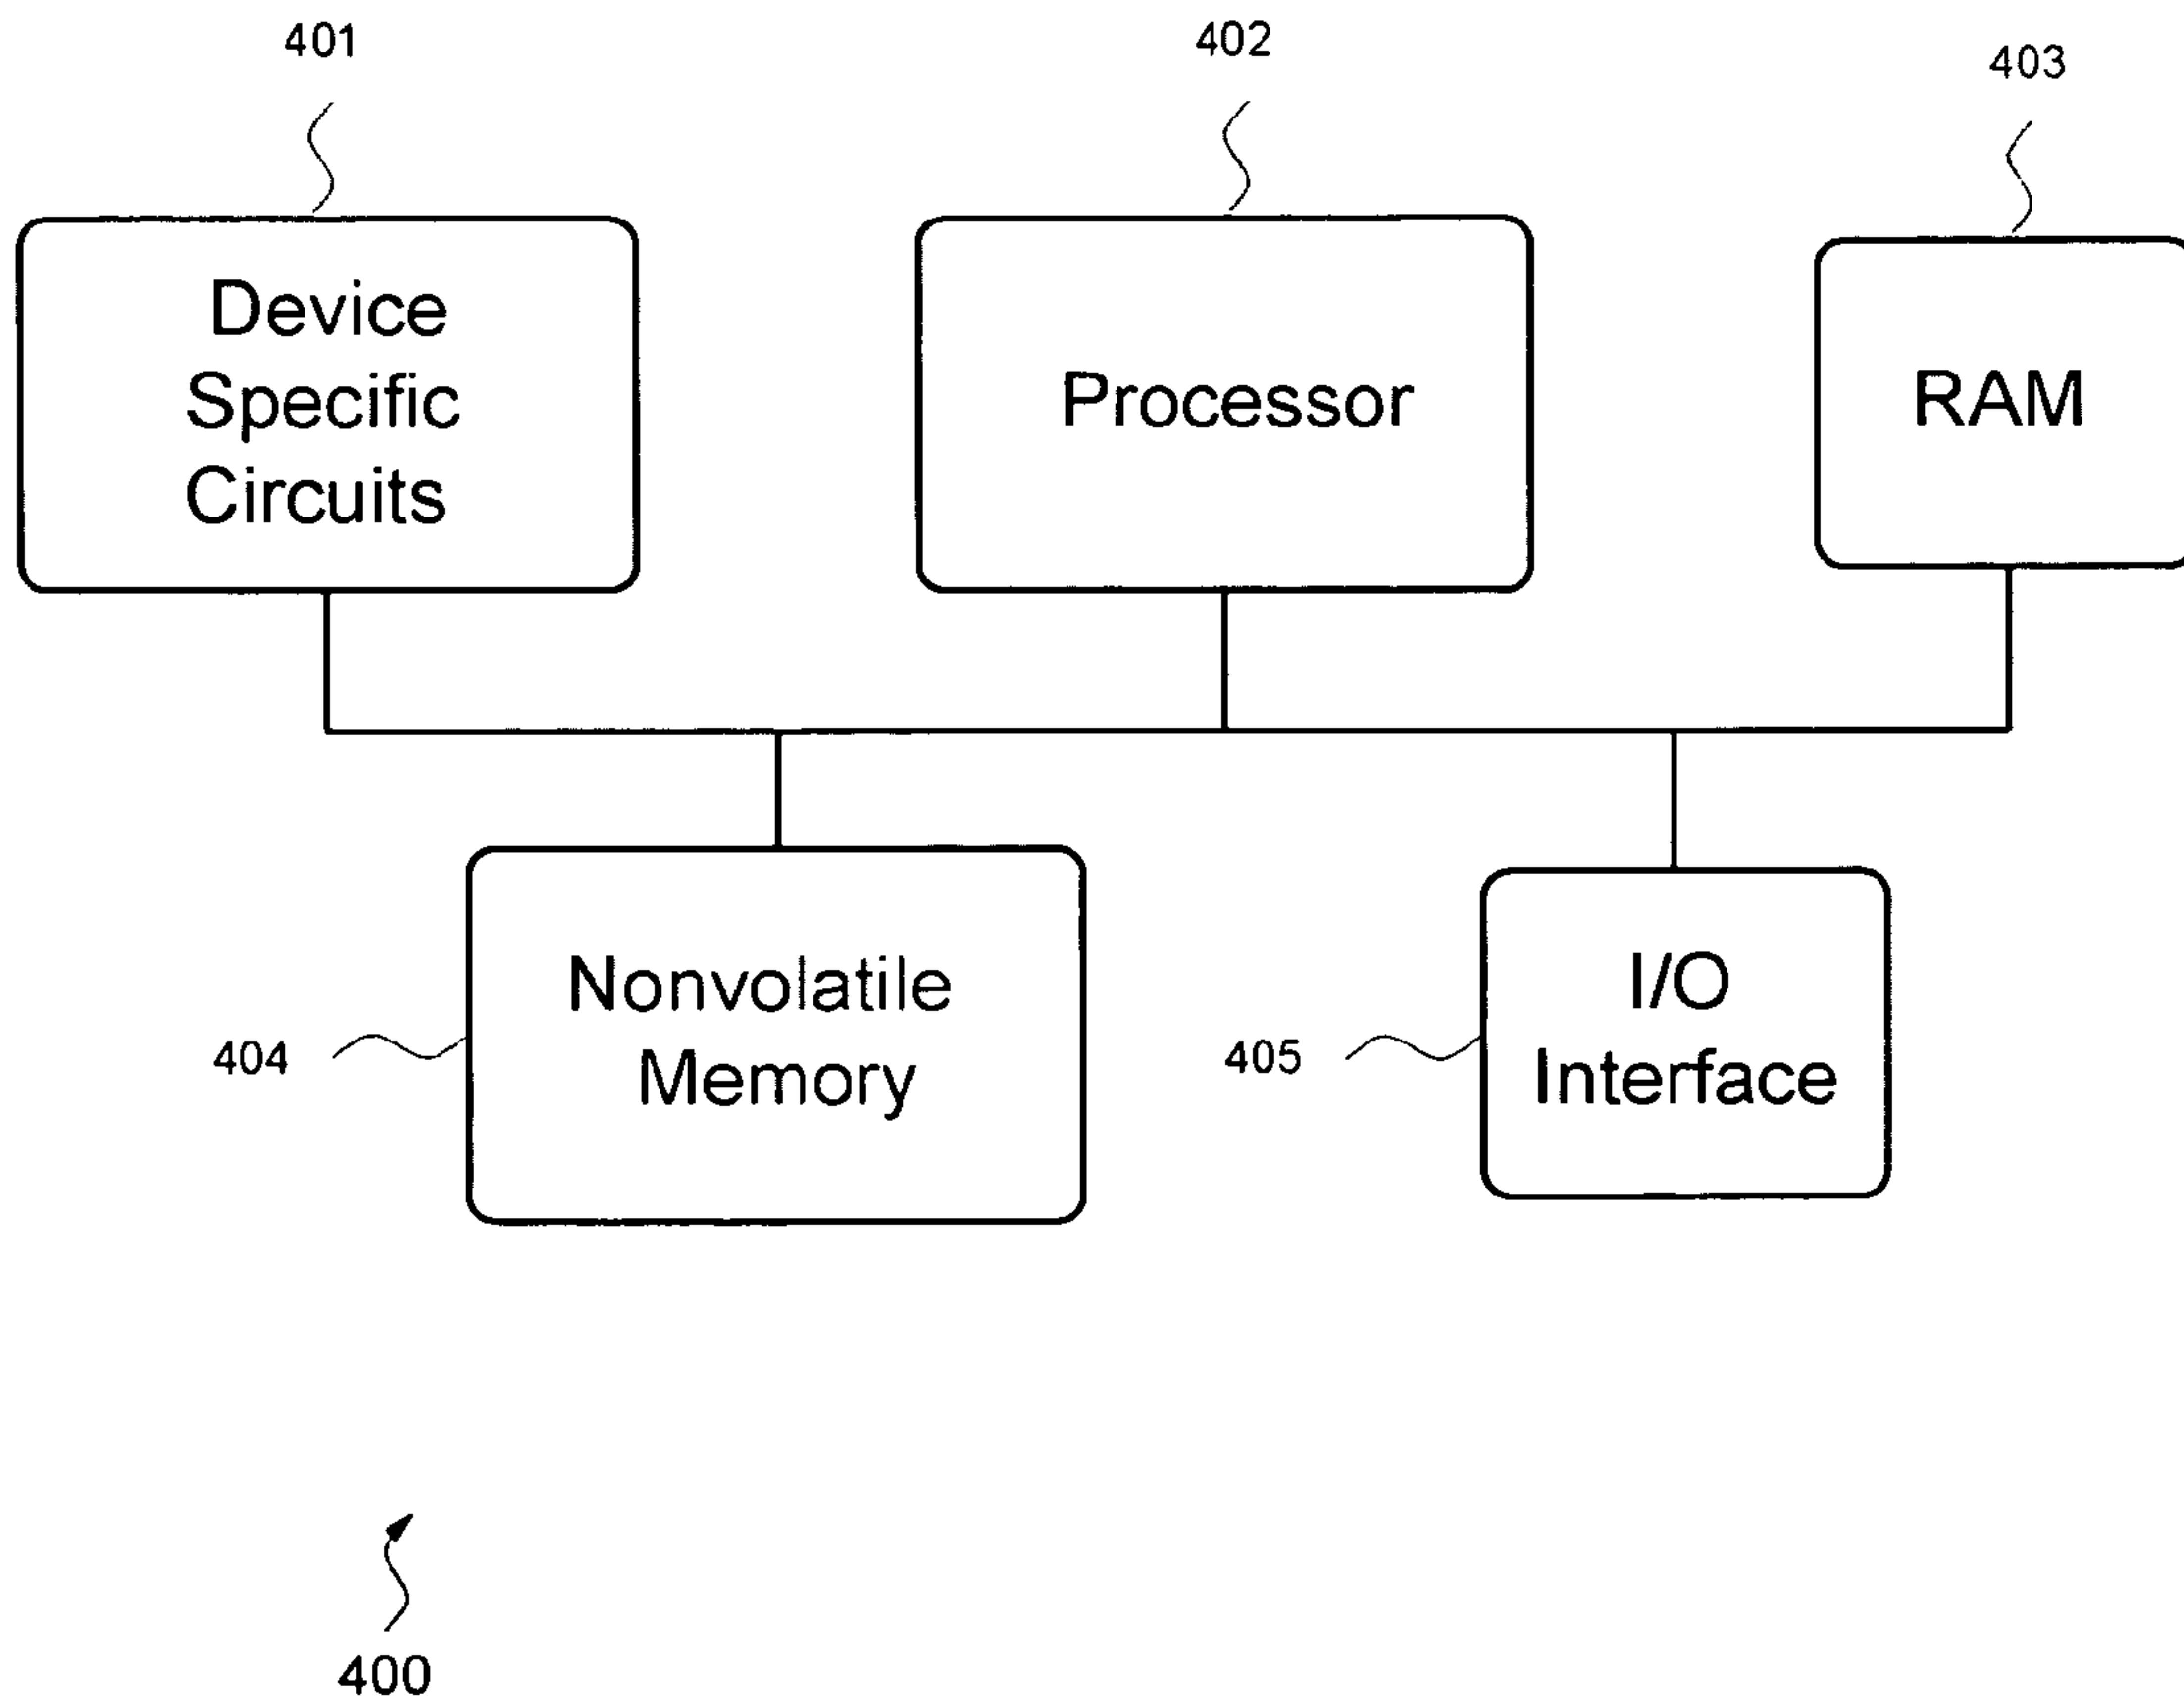 401
402
403
Device
Specific
Circuits
Processor
RAM
404
Nonvolatile
Memory
405
I/O
Interface
400